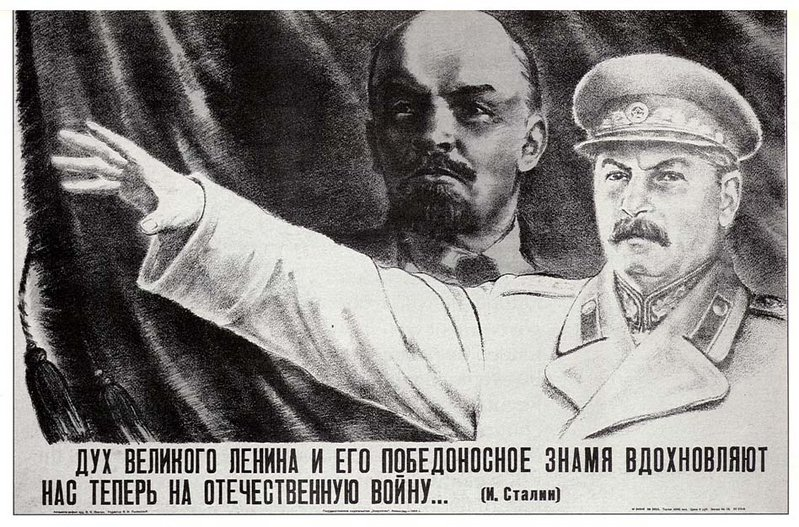 ДУХ ВЕЛИКОГО ЛЕНИНА И ЕГО ПОБЕДОНОСНОЕ ЗНАМЯ ВДОХНОВЛЯЮТ
НАС ТЕПЕРЬ НА ОТЕЧЕСТВЕННУЮ ВОЙНУ... (И. Сталин)